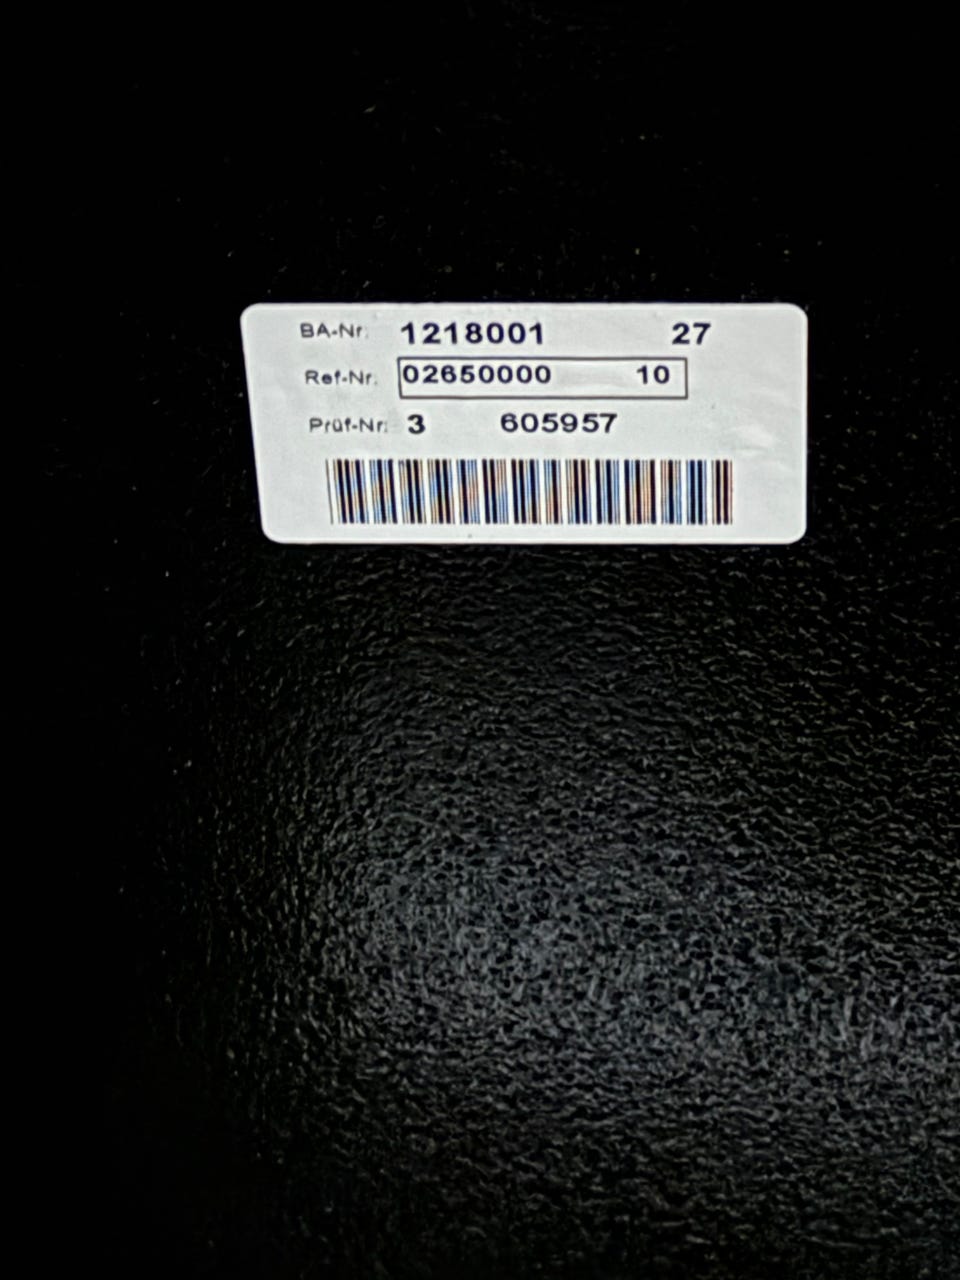 BA-Nr. 1218001 27
Ref-Nr. 02650000 10
Prüf-Nr. 3 605957